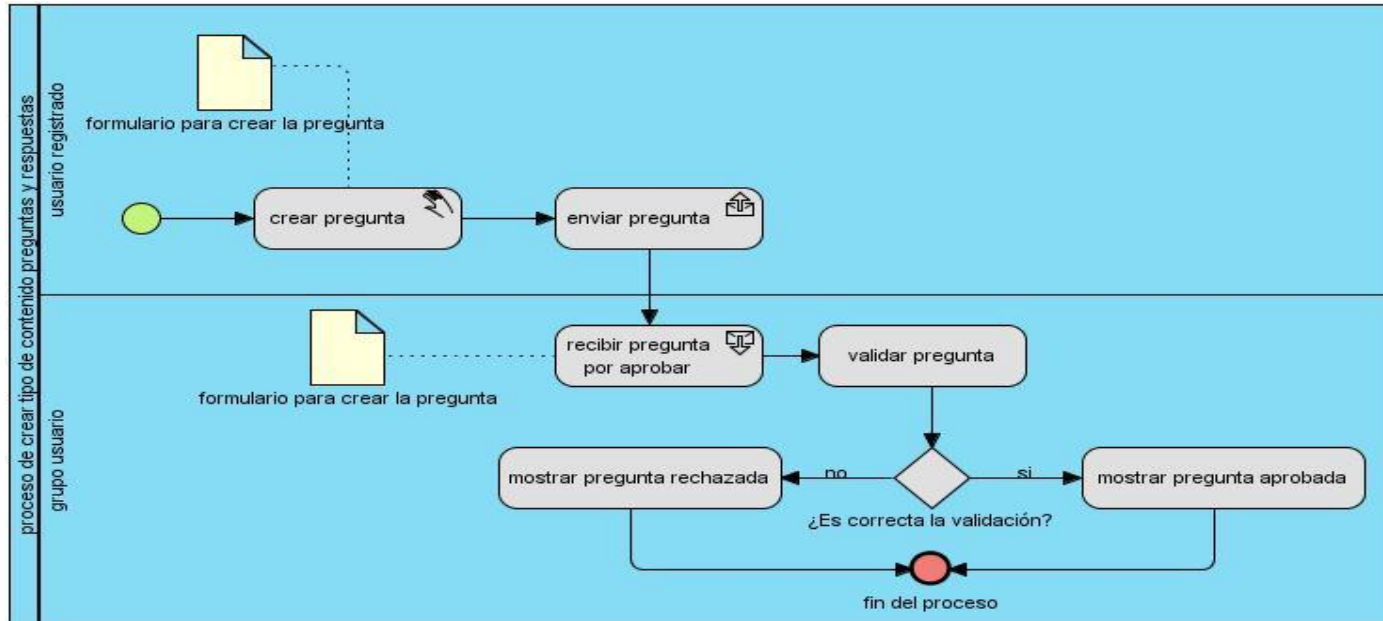 proceso de crear tipo de contenido preguntas y respuestas
usuario registrado
formulario para crear la pregunta
crear pregunta
enviar pregunta
grupo usuario
recibir pregunta
por aprobar
validar pregunta
formulario para crear la pregunta
mostrar pregunta rechazada
no
si
mostrar pregunta aprobada
¿Es correcta la validación?
fin del proceso